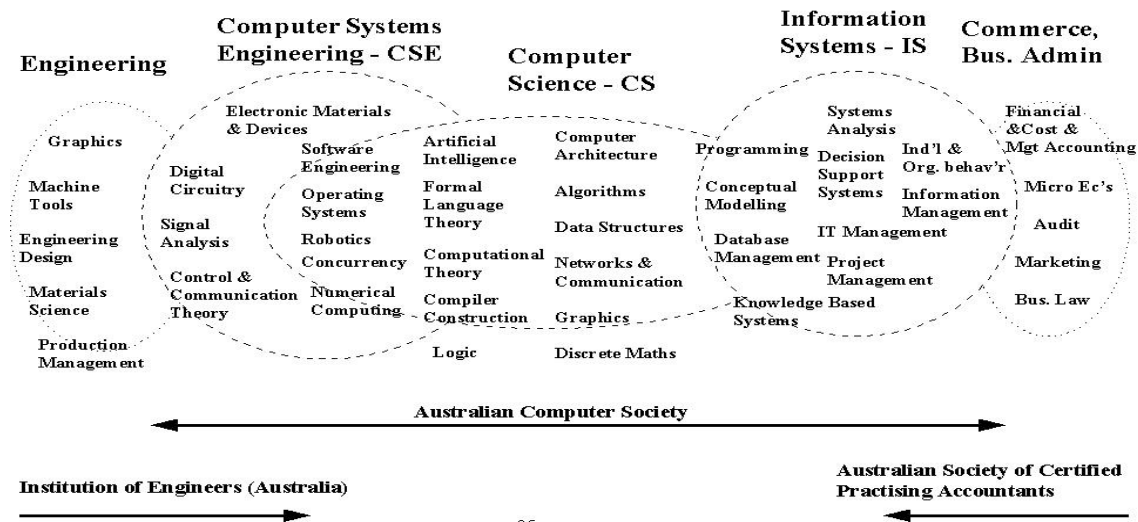 Engineering
Computer Systems
Engineering - CSE
Computer
Science - CS
Information
Systems - IS
Commerce,
Bus. Admin
Graphics
Machine
Tools
Engineering
Design
Materials
Science
Production
Management
Electronic Materials
& Devices
Digital
Circuitry
Signal
Analysis
Control &
Communication
Theory
Software
Engineering
Operating
Systems
Robotics
Concurrency
Numerical
Computing
Artificial
Intelligence
Formal
Language
Theory
Computational
Theory
Compiler
Construction
Logic
Computer
Architecture
Algorithms
Data Structures
Networks &
Communication
Graphics
Discrete Maths
Programming
Conceptual
Modelling
Database
Management
Knowledge Based
Systems
Systems
Analysis
Decision
Support
Systems
Ind'l &
Org. behav'r
Information
Management
IT Management
Project
Management
Financial
&Cost &
Mgt Accounting
Micro Ec's
Audit
Marketing
Bus. Law
Australian Computer Society
Institution of Engineers (Australia)
Australian Society of Certified
Practising Accountants